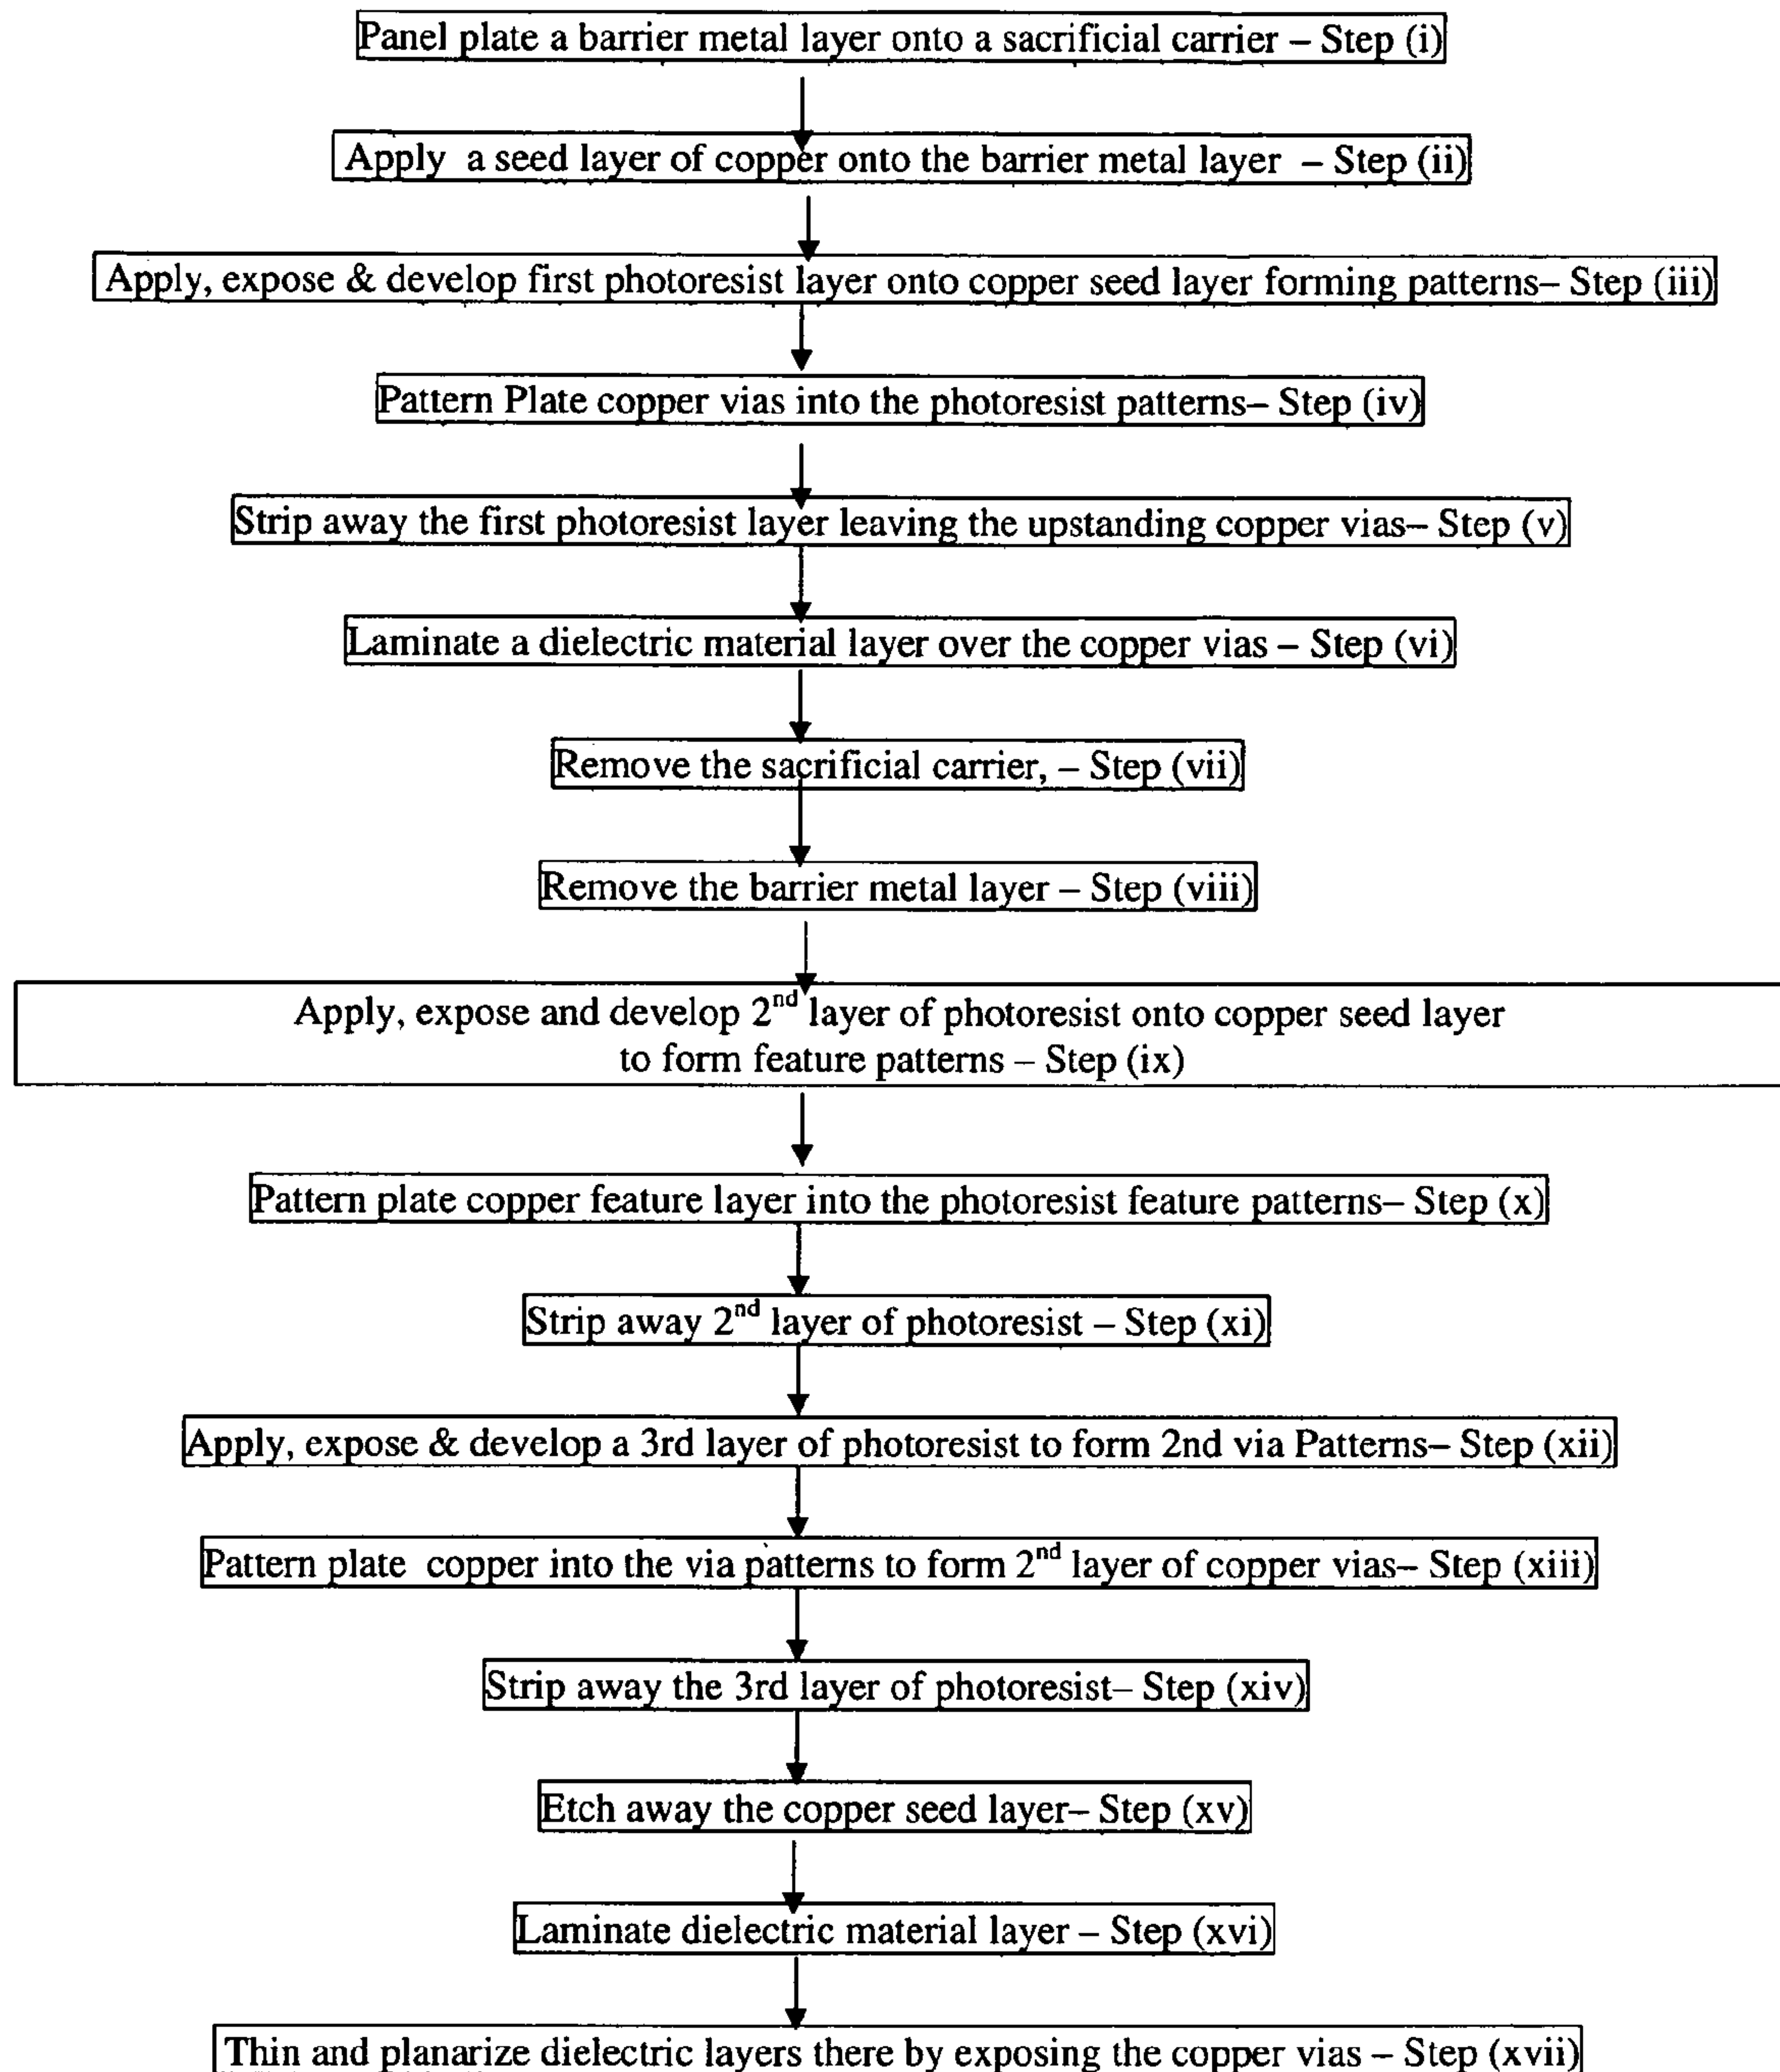 Panel plate a barrier metal layer onto a sacrificial carrier – Step (i)
Apply a seed layer of copper onto the barrier metal layer – Step (ii)
Apply, expose & develop first photoresist layer onto copper seed layer forming patterns– Step (iii)
Pattern Plate copper vias into the photoresist patterns– Step (iv)
Strip away the first photoresist layer leaving the upstanding copper vias– Step (v)
Laminate a dielectric material layer over the copper vias – Step (vi)
Remove the sacrificial carrier, – Step (vii)
Remove the barrier metal layer – Step (viii)
Apply, expose and develop 2nd layer of photoresist onto copper seed layer
to form feature patterns – Step (ix)
Pattern plate copper feature layer into the photoresist feature patterns– Step (x)
Strip away 2nd layer of photoresist – Step (xi)
Apply, expose & develop a 3rd layer of photoresist to form 2nd via Patterns– Step (xii)
Pattern plate copper into the via patterns to form 2nd layer of copper vias– Step (xiii)
Strip away the 3rd layer of photoresist– Step (xiv)
Etch away the copper seed layer– Step (xv)
Laminate dielectric material layer – Step (xvi)
Thin and planarize dielectric layers there by exposing the copper vias – Step (xvii)